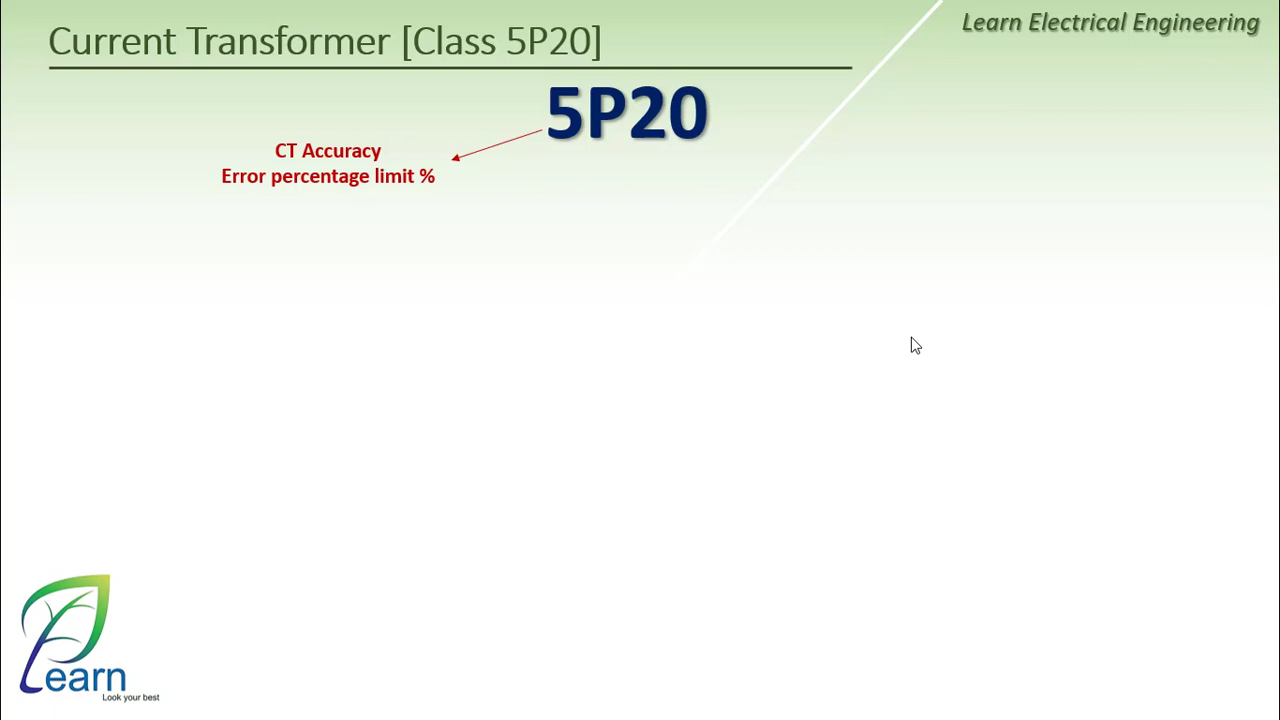 Current Transformer [Class 5P20]
Learn Electrical Engineering
5P20
CT Accuracy
Error percentage limit %
Learn
Look your best